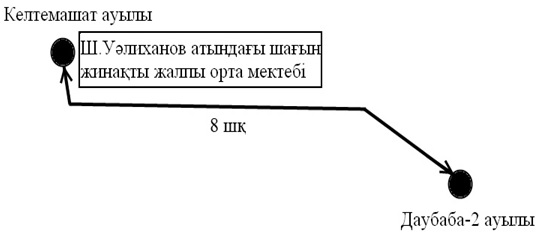 Келтемашат ауылы
Ш.Уәлиханов атындағы шағын
жинақты жалпы орта мектебі
8 шқ
Даубаба-2 ауылы